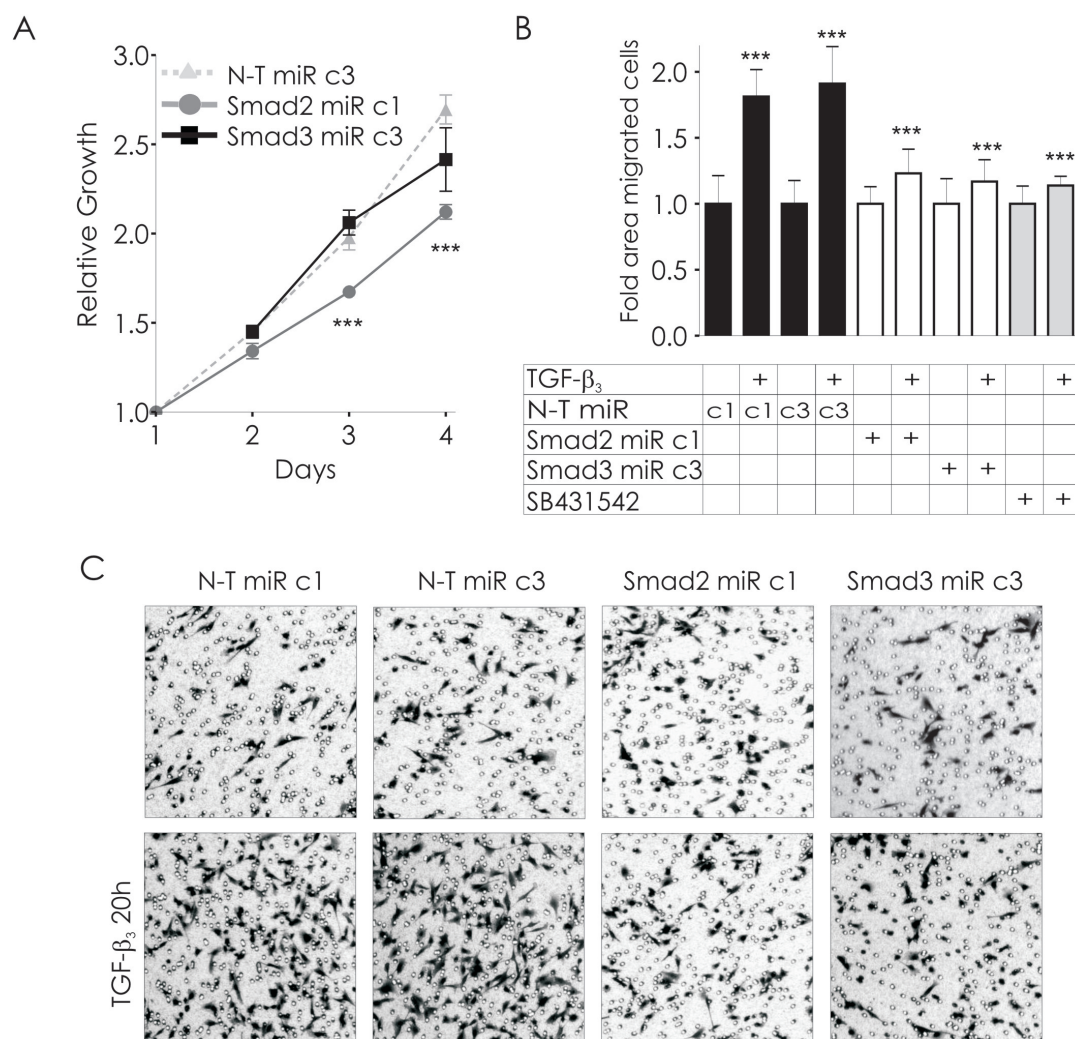 A
3.0
2.5
2.0
1.5
1.0
Relative Growth
N-T miR c3
Smad2 miR c1
Smad3 miR c3
***
***
1 2 3 4
Days
B
Fold area migrated cells
2.0
1.5
1.0
0.5
0.0
*** *** *** *** ***
TGF-β₃ + + + + +
N-T miR c1 c1 c3 c3
Smad2 miR c1 + +
Smad3 miR c3 + +
SB431542 + +
C
N-T miR c1 N-T miR c3 Smad2 miR c1 Smad3 miR c3
TGF-β₃ 20h